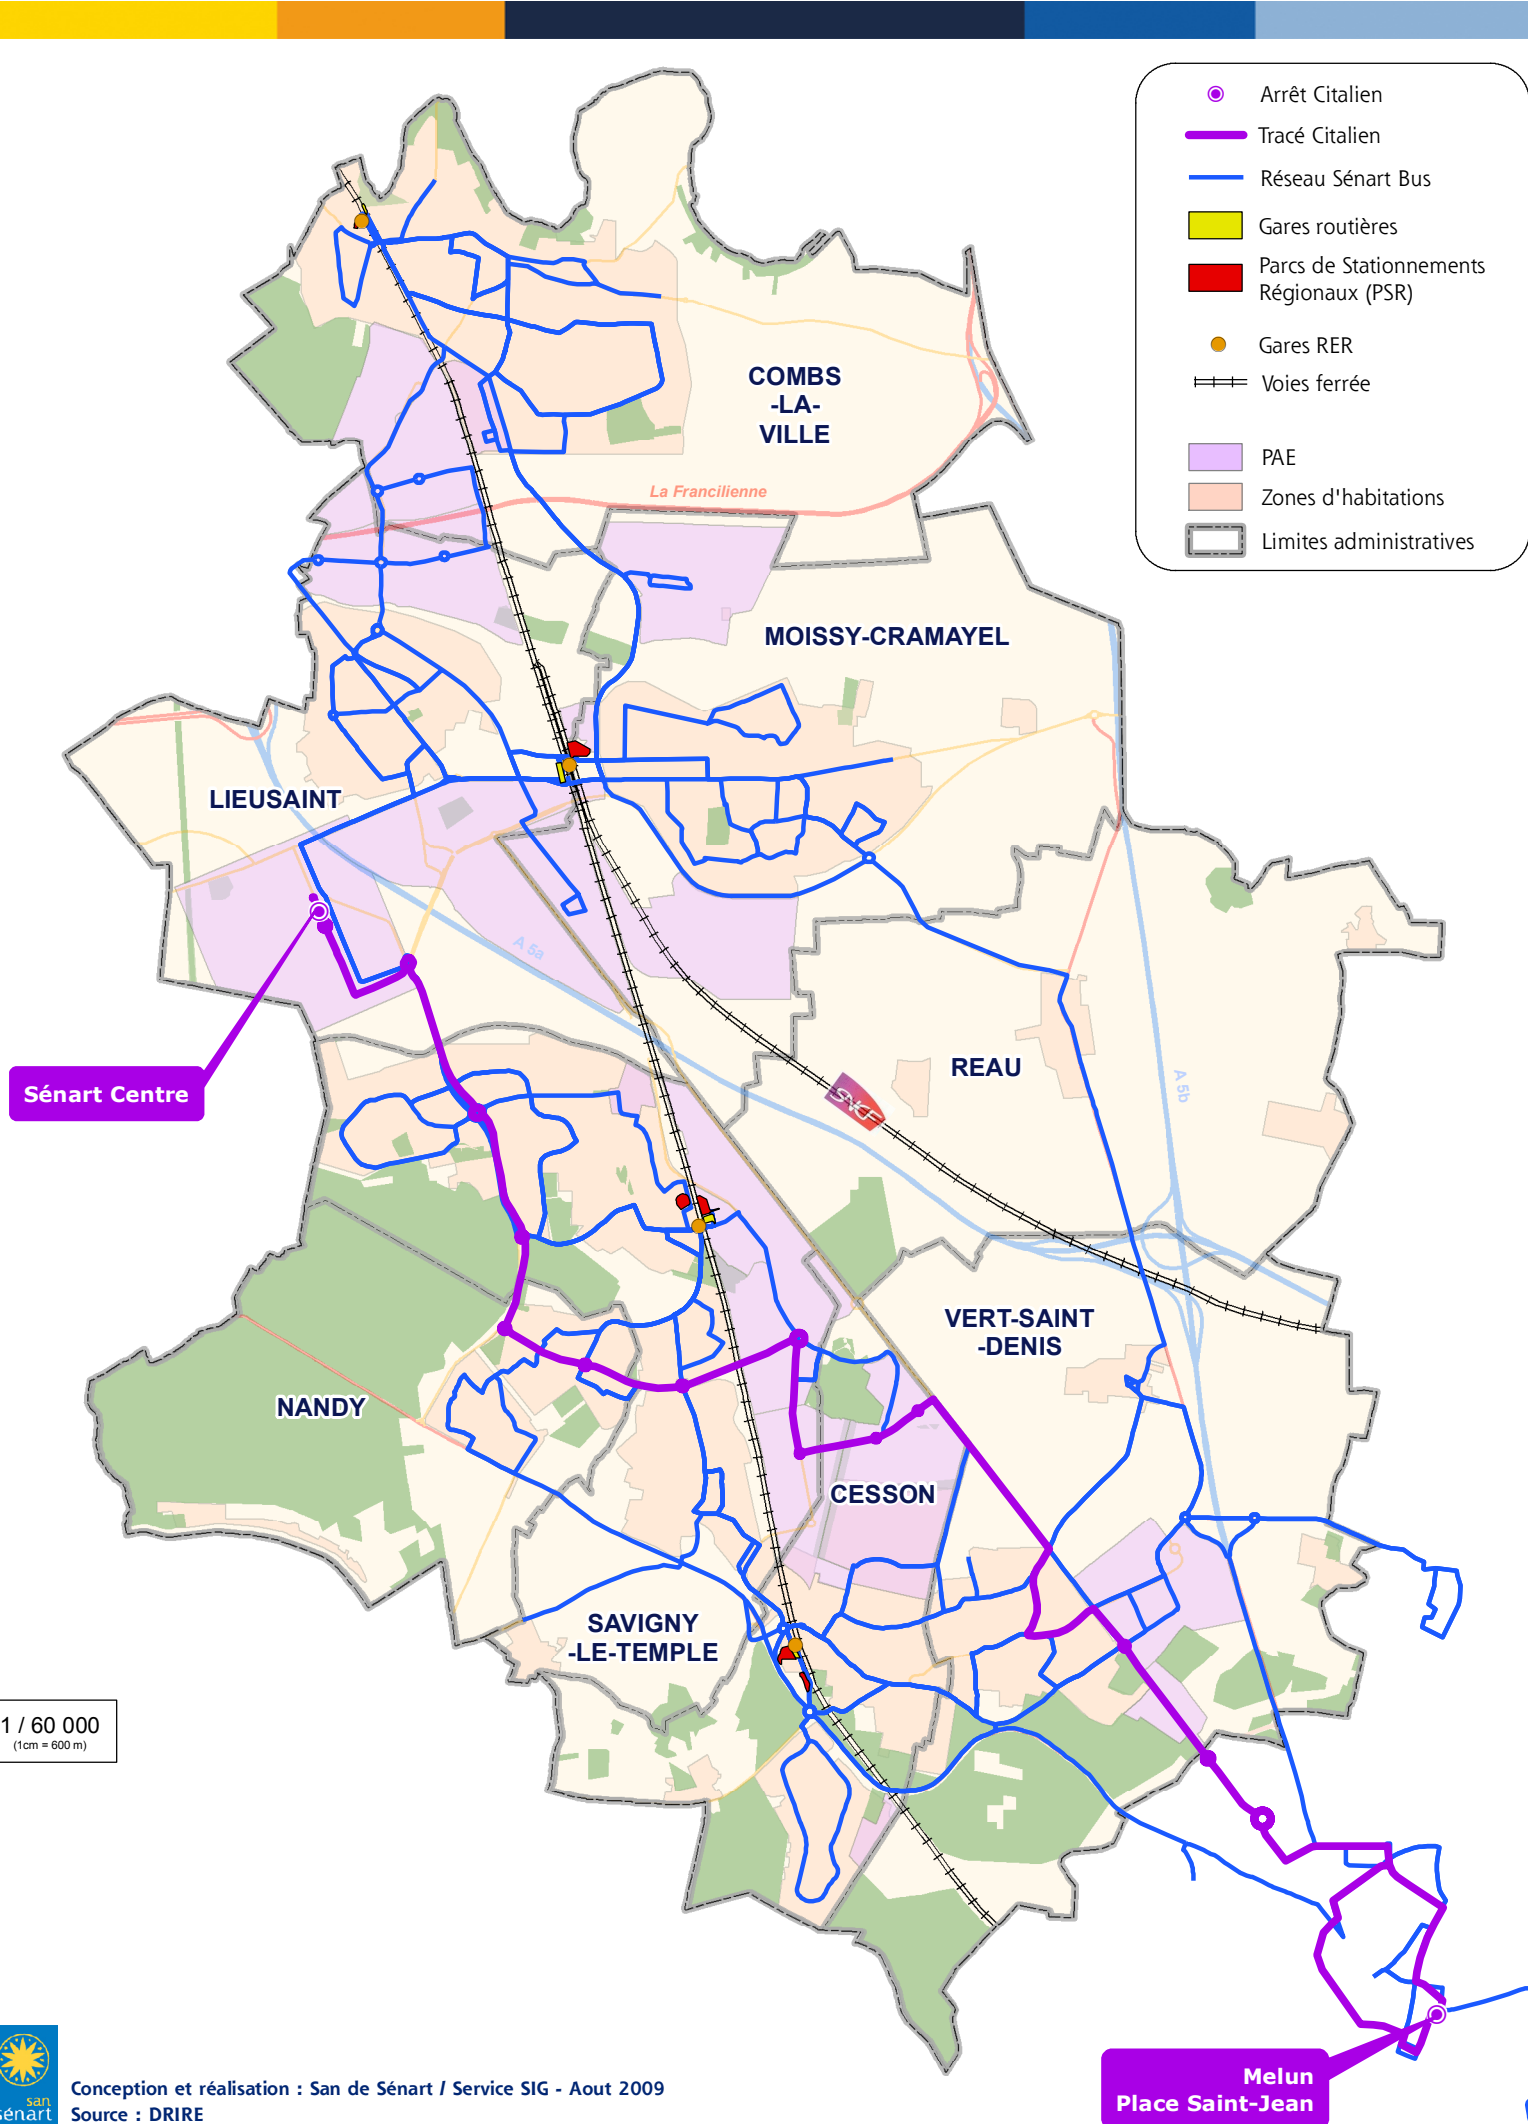 Arrêt Citalien
Tracé Citalien
Réseau Sénart Bus
Gares routières
Parcs de Stationnements
Régionaux (PSR)
Gares RER
Voies ferrée
PAE
Zones d'habitations
Limites administratives
COMBS
-LA-
VILLE
La Francilienne
MOISSY-CRAMAYEL
LIEUSAINT
A 5a
Sénart Centre
REAU
A 5b
SNCF
VERT-SAINT
-DENIS
NANDY
CESSON
SAVIGNY
-LE-TEMPLE
1 / 60 000
(1cm = 600 m)
Melun
Place Saint-Jean
san
sénart
Conception et réalisation : San de Sénart / Service SIG - Aout 2009
Source : DRIRE